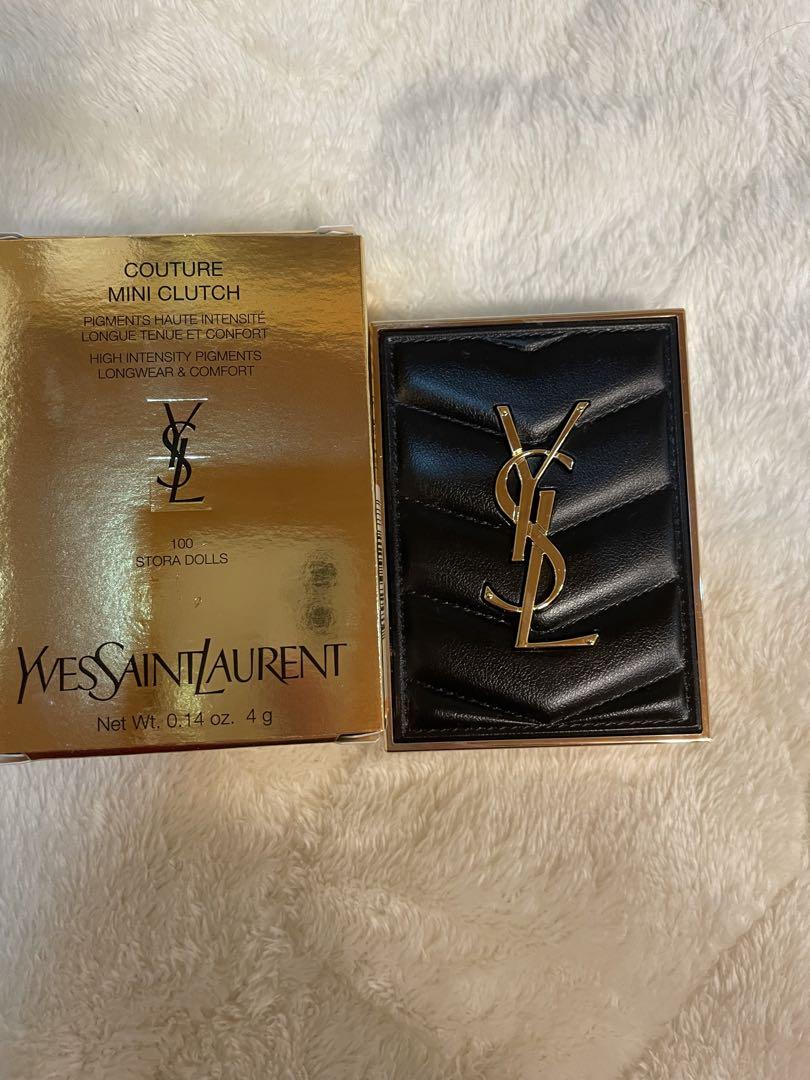 COUTURE
MINI CLUTCH
PIGMENTS HAUTE INTENSITÉ
LONGUE TENUE ET CONFORT
HIGH INTENSITY PIGMENTS
LONGWEAR & COMFORT
YSL
100
STORA DOLLS
YVESSAINTLAURENT
Net Wt. 0.14 oz. 4 g
YSL